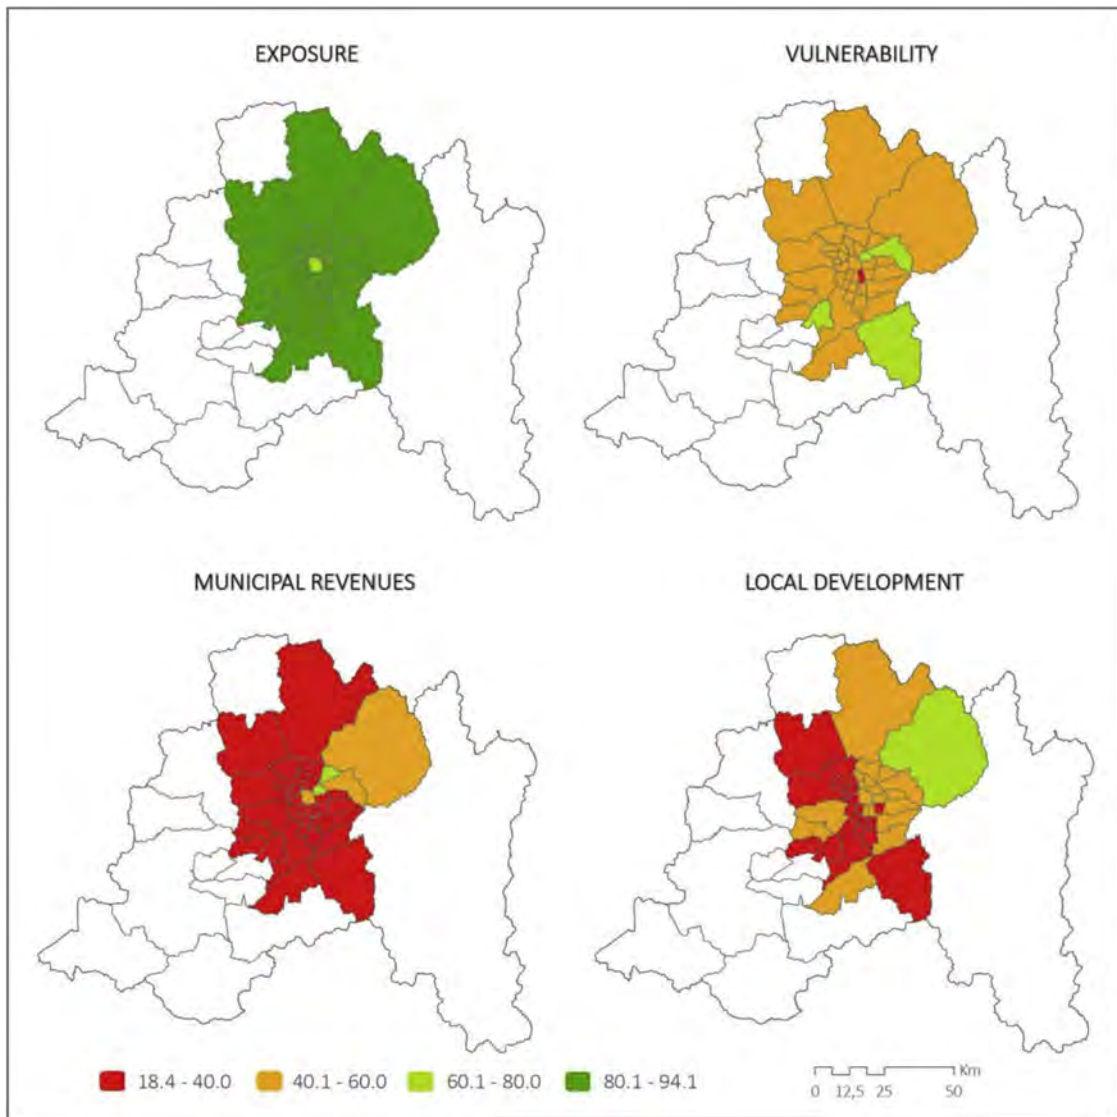 EXPOSURE
VULNERABILITY
MUNICIPAL REVENUES
LOCAL DEVELOPMENT
18.4 - 40.0
40.1 - 60.0
60.1 - 80.0
80.1 - 94.1
Km
0 12,5 25 50